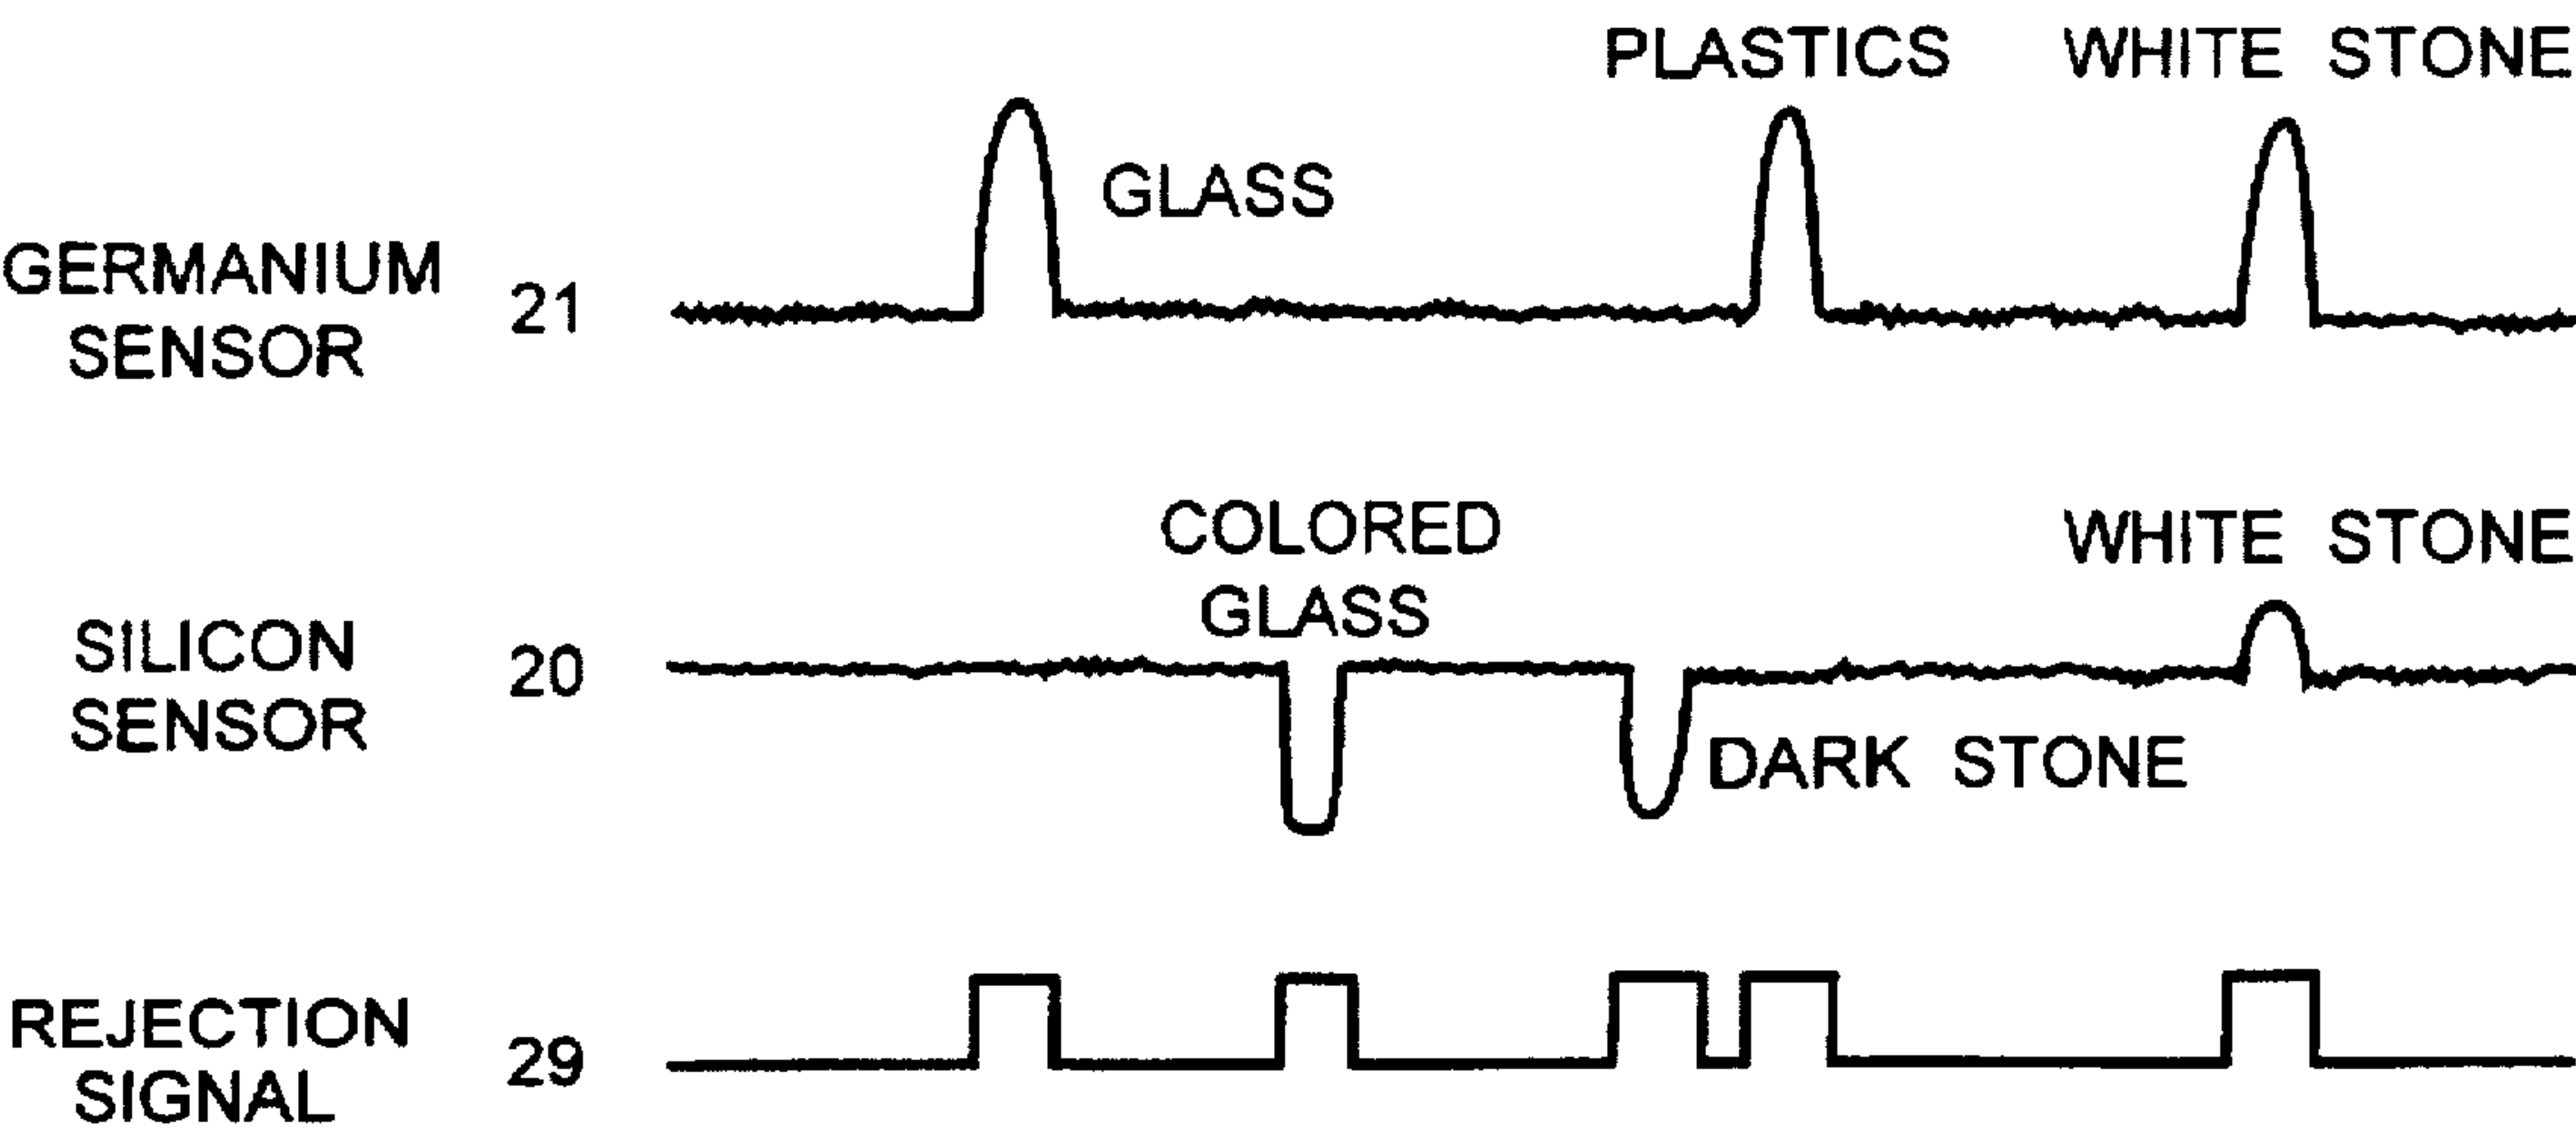 PLASTICS WHITE STONE
GLASS
GERMANIUM
SENSOR
21
COLORED
GLASS
WHITE STONE
SILICON
SENSOR
20
DARK STONE
REJECTION
SIGNAL
29